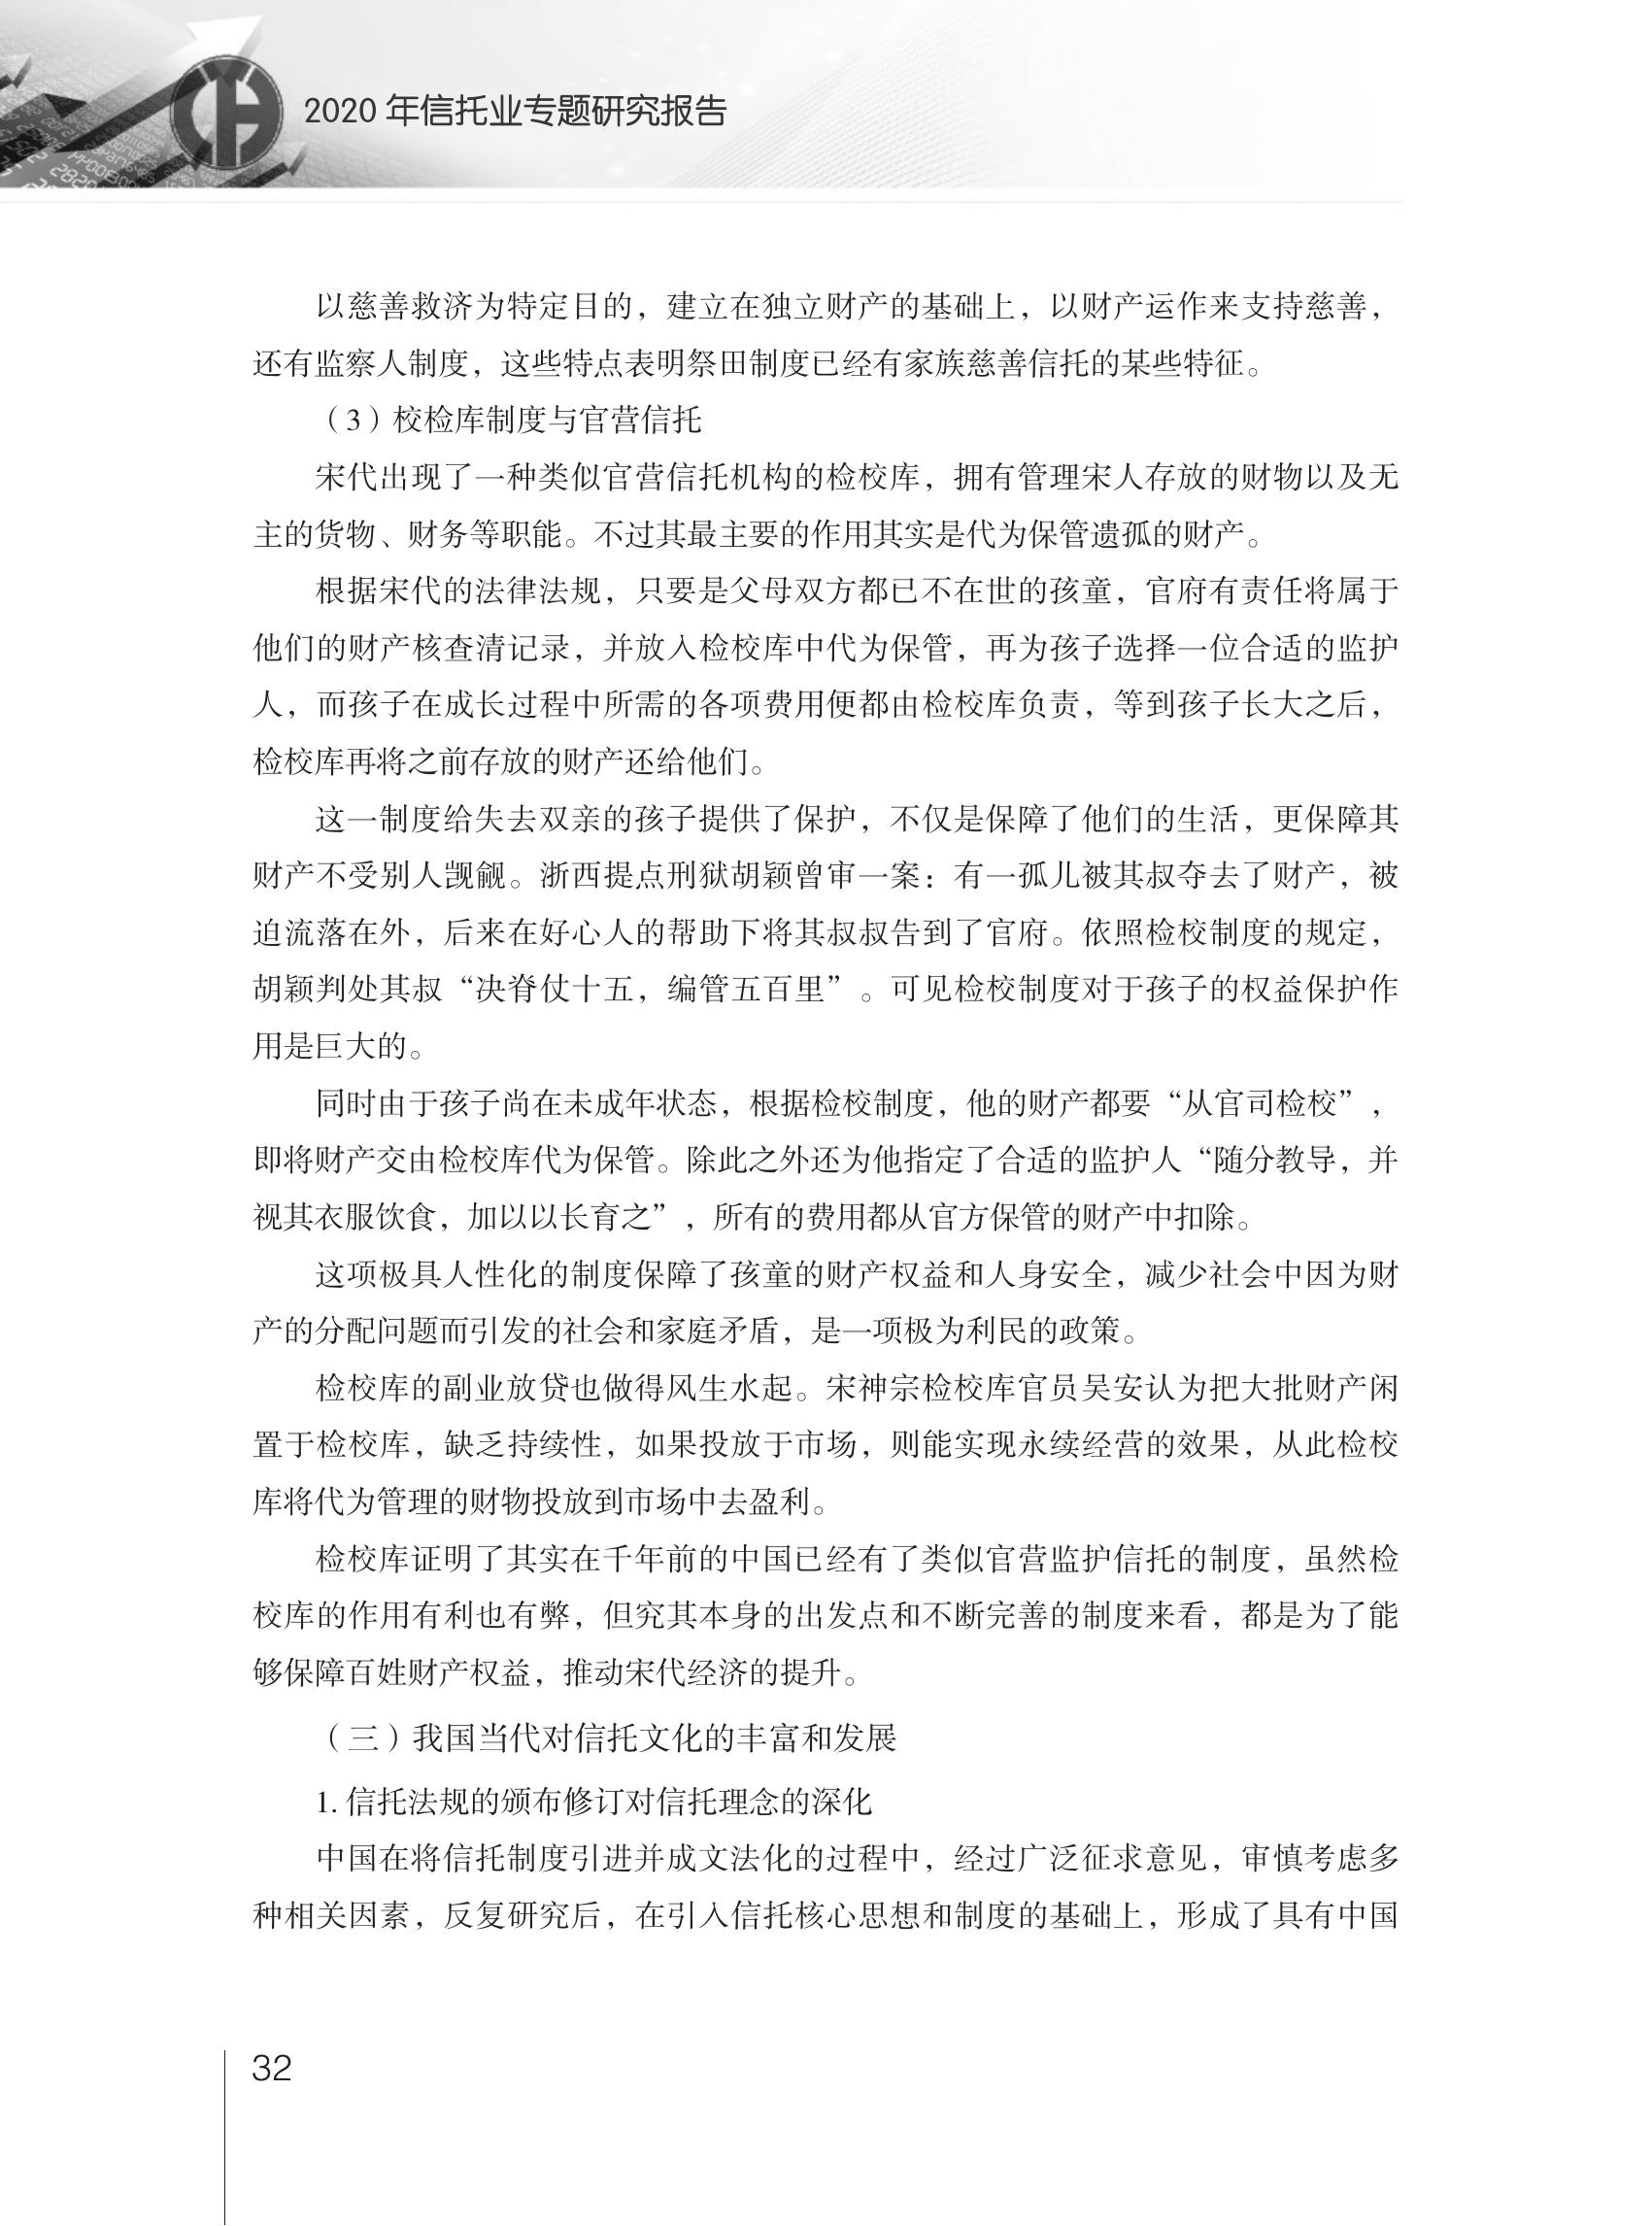 2020 年信托业专题研究报告
以慈善救济为特定目的，建立在独立财产的基础上，以财产运作来支持慈善，
还有监察人制度，这些特点表明祭田制度已经有家族慈善信托的某些特征。
（3）校检库制度与官营信托
宋代出现了一种类似官营信托机构的检校库，拥有管理宋人存放的财物以及无
主的货物、财务等职能。不过其最主要的作用其实是代为保管遗孤的财产。
根据宋代的法律法规，只要是父母双方都已不在世的孩童，官府有责任将属于
他们的财产核查清记录，并放入检校库中代为保管，再为孩子选择一位合适的监护
人，而孩子在成长过程中所需的各项费用便都由检校库负责，等到孩子长大之后，
检校库再将之前存放的财产还给他们。
这一制度给失去双亲的孩子提供了保护，不仅是保障了他们的生活，更保障其
财产不受别人觊觎。浙西提点刑狱胡颖曾审一案：有一孤儿被其叔夺去了财产，被
迫流落在外，后来在好心人的帮助下将其叔叔告到了官府。依照检校制度的规定，
胡颖判处其叔“决脊仗十五，编管五百里”。可见检校制度对于孩子的权益保护作
用是巨大的。
同时由于孩子尚在未成年状态，根据检校制度，他的财产都要“从官司检校”，
即将财产交由检校库代为保管。除此之外还为他指定了合适的监护人“随分教导，并
视其衣服饮食，加以以长育之”，所有的费用都从官方保管的财产中扣除。
这项极具人性化的制度保障了孩童的财产权益和人身安全，减少社会中因为财
产的分配问题而引发的社会和家庭矛盾，是一项极为利民的政策。
检校库的副业放贷也做得风生水起。宋神宗检校库官员吴安认为把大批财产闲
置于检校库，缺乏持续性，如果投放于市场，则能实现永续经营的效果，从此检校
库将代为管理的财物投放到市场中去盈利。
检校库证明了其实在千年前的中国已经有了类似官营监护信托的制度，虽然检
校库的作用有利也有弊，但究其本身的出发点和不断完善的制度来看，都是为了能
够保障百姓财产权益，推动宋代经济的提升。
（三）我国当代对信托文化的丰富和发展
1. 信托法规的颁布修订对信托理念的深化
中国在将信托制度引进并成文法化的过程中，经过广泛征求意见，审慎考虑多
种相关因素，反复研究后，在引入信托核心思想和制度的基础上，形成了具有中国
32